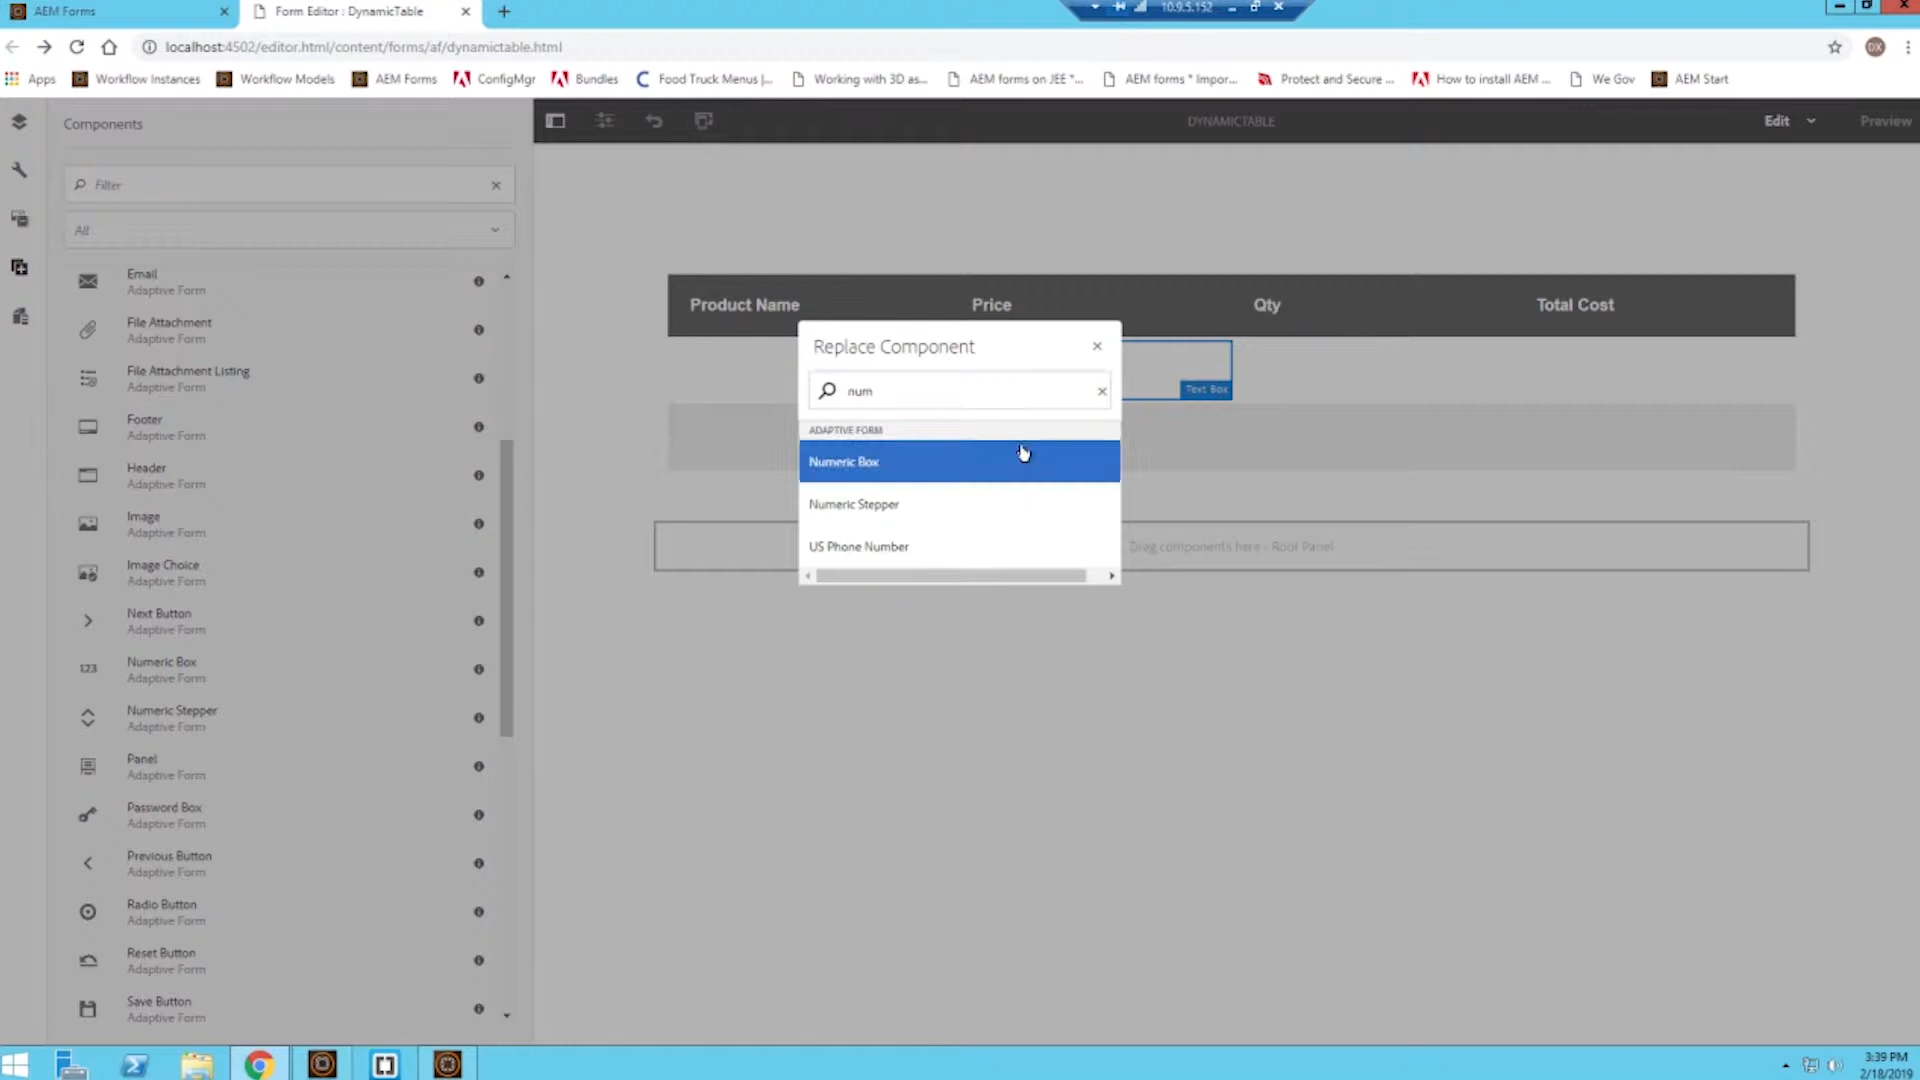 AEM Forms
Form Editor : DynamicTable
10.9.5.152
localhost:4502/editor.html/content/forms/af/dynamictable.html
DX
Apps
Workflow Instances
Workflow Models
AEM Forms
ConfigMgr
Bundles
Food Truck Menus |...
Working with 3D as...
AEM forms on JEE "...
AEM forms * Impor...
Protect and Secure ...
How to install AEM ...
We Gov
AEM Start
Components
DYNAMICTABLE
Edit
Preview
Filter
All
Email
Adaptive Form
File Attachment
Adaptive Form
File Attachment Listing
Adaptive Form
Footer
Adaptive Form
Header
Adaptive Form
Image
Adaptive Form
Image Choice
Adaptive Form
Next Button
Adaptive Form
123
Numeric Box
Adaptive Form
Numeric Stepper
Adaptive Form
Panel
Adaptive Form
Password Box
Adaptive Form
Previous Button
Adaptive Form
Radio Button
Adaptive Form
Reset Button
Adaptive Form
Save Button
Adaptive Form
Product Name
Price
Qty
Total Cost
Replace Component
Text Box
num
ADAPTIVE FORM
Numeric Box
Numeric Stepper
US Phone Number
Drag components here - Root Panel
3:39 PM
2/18/2019